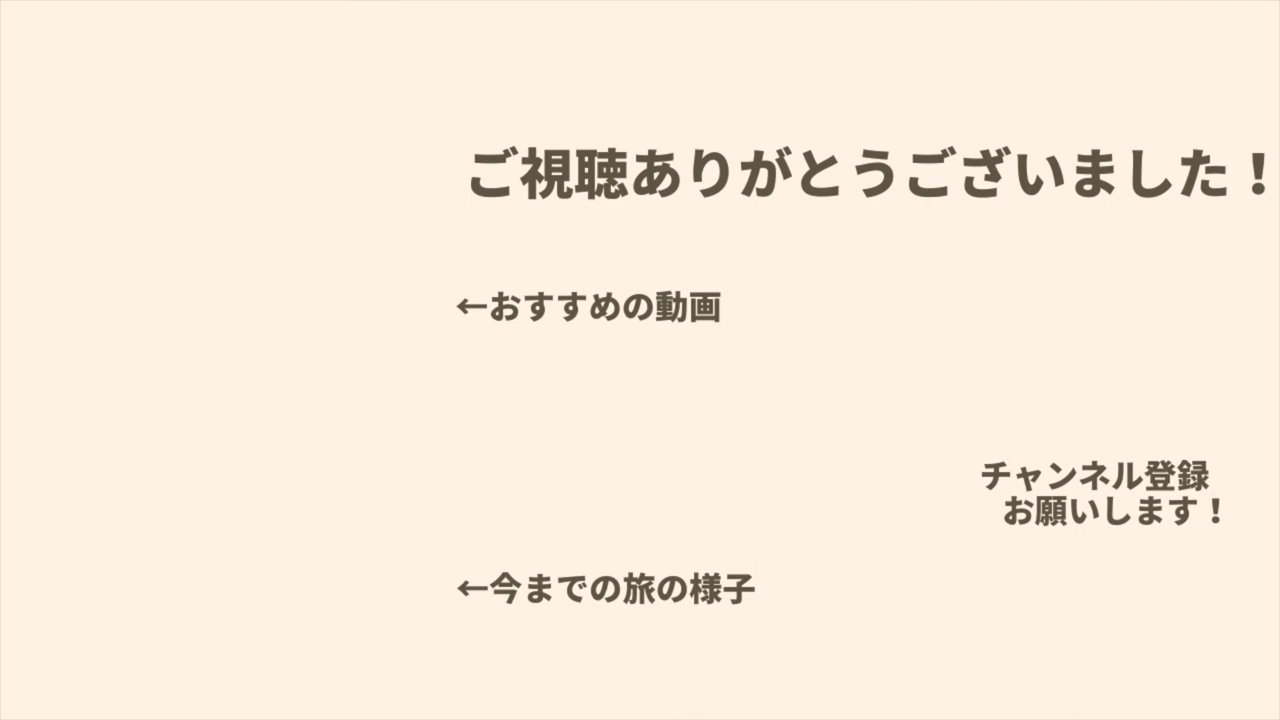 ご視聴ありがとうございました！
←おすすめの動画
チャンネル登録
お願いします！
←今までの旅の様子